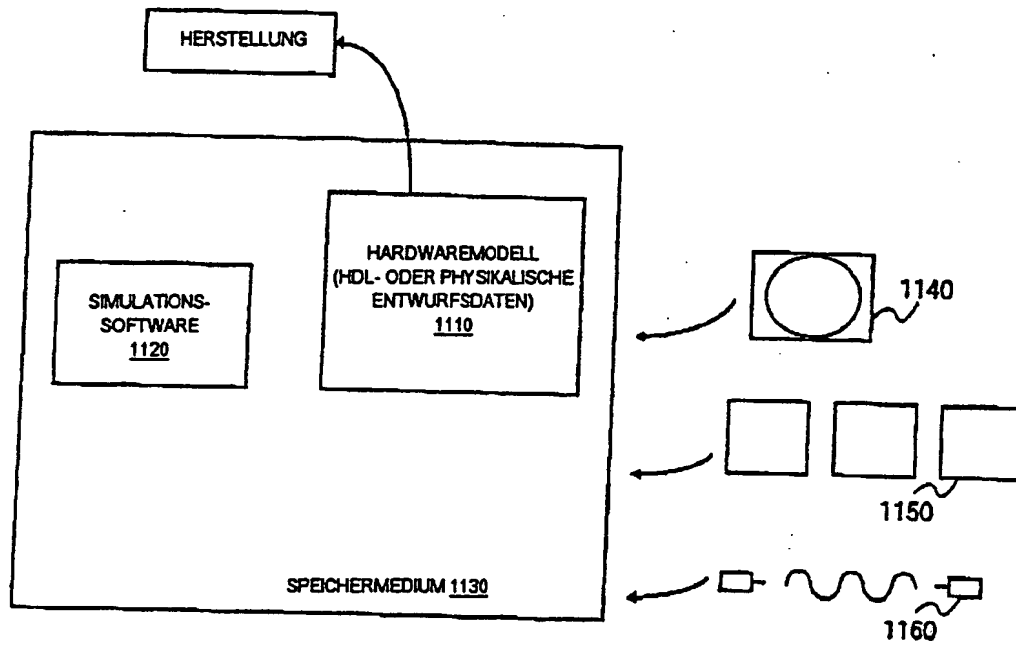 HERSTELLUNG
HARDWAREMODELL
(HDL- ODER PHYSIKALISCHE
ENTWURFSDATEN)
1110
SIMULATIONS-
SOFTWARE
1120
1140
1150
SPEICHERMEDIUM 1130
1160